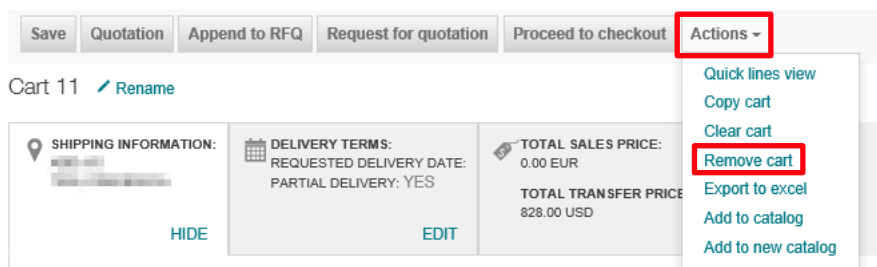 Save Quotation Append to RFQ Request for quotation Proceed to checkout Actions
Quick lines view
Copy cart
Clear cart
Remove cart
Export to excel
Add to catalog
Add to new catalog
Cart 11 Rename
SHIPPING INFORMATION:
HIDE
DELIVERY TERMS:
REQUESTED DELIVERY DATE:
PARTIAL DELIVERY: YES
EDIT
TOTAL SALES PRICE:
0.00 EUR
TOTAL TRANSFER PRICE
828.00 USD